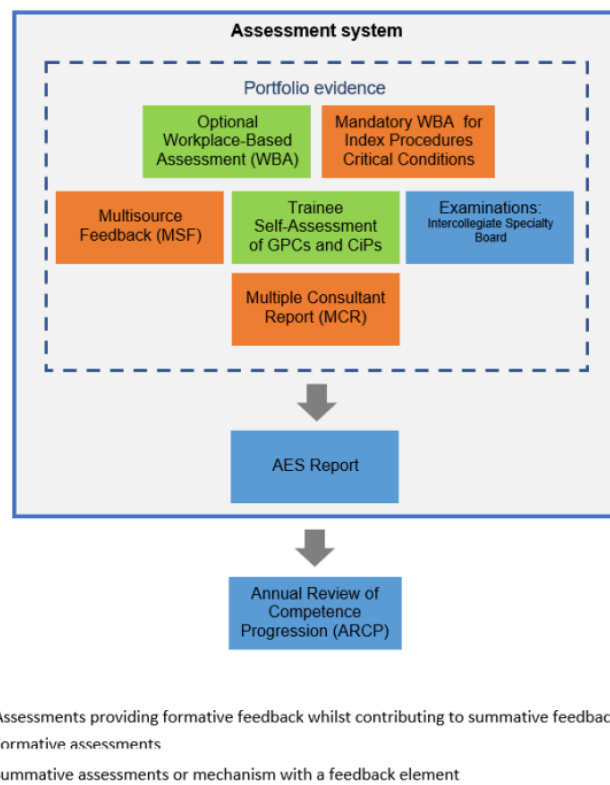 Assessment system
Portfolio evidence
Optional
Workplace-Based
Assessment (WBA)
Mandatory WBA for
Index Procedures
Critical Conditions
Multisource
Feedback (MSF)
Trainee
Self-Assessment
of GPCs and CiPs
Examinations:
Intercollegiate Specialty
Board
Multiple Consultant
Report (MCR)
AES Report
Annual Review of
Competence
Progression (ARCP)
Assessments providing formative feedback whilst contributing to summative feedbac
Formative assessments
Summative assessments or mechanism with a feedback element